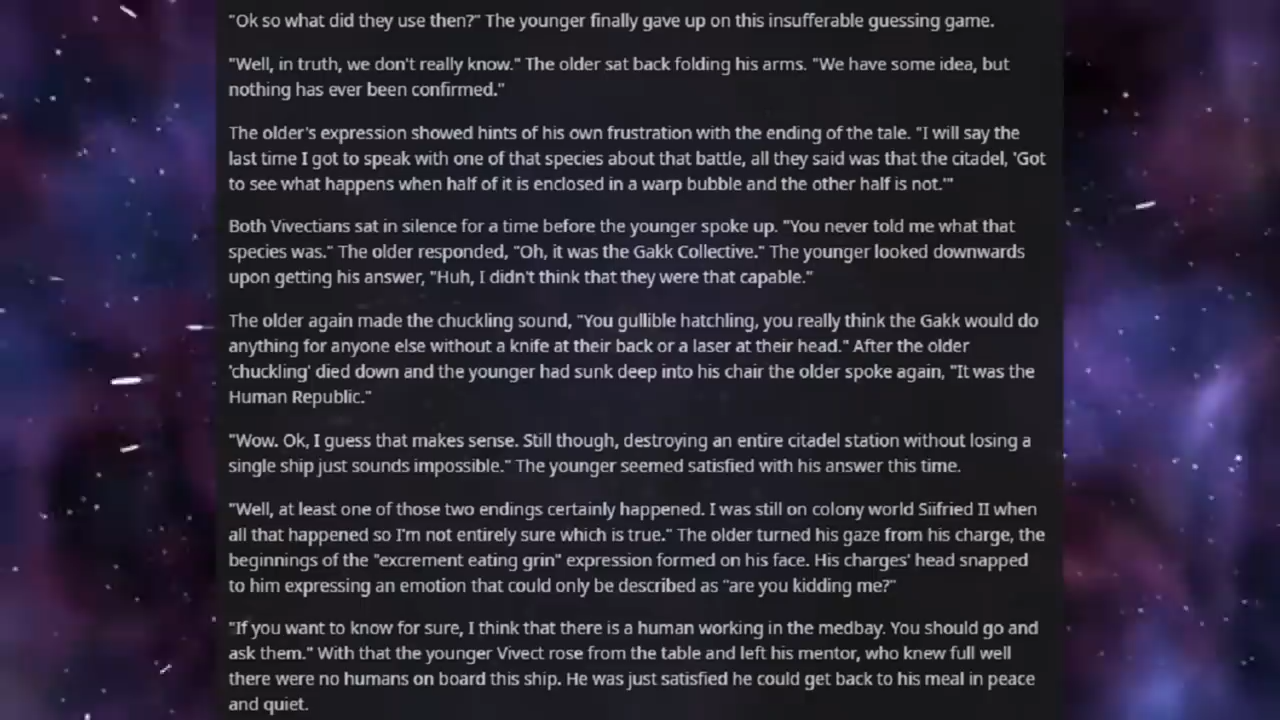 "Ok so what did they use then?" The younger finally gave up on this insufferable guessing game.
"Well, in truth, we don't really know." The older sat back folding his arms. "We have some idea, but
nothing has ever been confirmed."
The older's expression showed hints of his own frustration with the ending of the tale. "I will say the
last time I got to speak with one of that species about that battle, all they said was that the citadel, 'Got
to see what happens when half of it is enclosed in a warp bubble and the other half is not.'"
Both Vivectians sat in silence for a time before the younger spoke up. "You never told me what that
species was." The older responded, "Oh, it was the Gakk Collective." The younger looked downwards
upon getting his answer, "Huh, I didn't think that they were that capable."
The older again made the chuckling sound, "You gullible hatchling, you really think the Gakk would do
anything for anyone else without a knife at their back or a laser at their head." After the older
'chuckling' died down and the younger had sunk deep into his chair the older spoke again, "It was the
Human Republic."
"Wow. Ok, I guess that makes sense. Still though, destroying an entire citadel station without losing a
single ship just sounds impossible." The younger seemed satisfied with his answer this time.
"Well, at least one of those two endings certainly happened. I was still on colony world Siifried II when
all that happened so I'm not entirely sure which is true." The older turned his gaze from his charge, the
beginnings of the "excrement eating grin" expression formed on his face. His charges' head snapped
to him expressing an emotion that could only be described as "are you kidding me?"
"If you want to know for sure, I think that there is a human working in the medbay. You should go and
ask them." With that the younger Vivect rose from the table and left his mentor, who knew full well
there were no humans on board this ship. He was just satisfied he could get back to his meal in peace
and quiet.